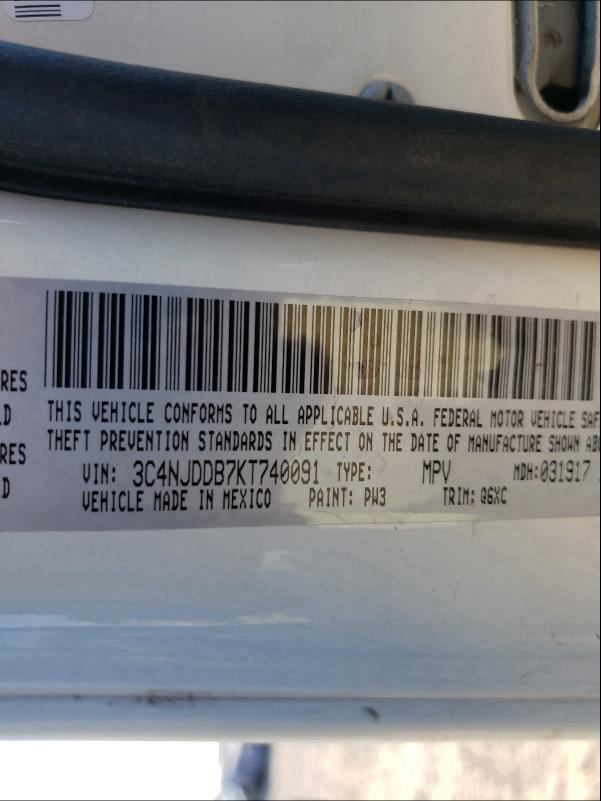 RES
THIS VEHICLE CONFORMS TO ALL APPLICABLE U.S.A. FEDERAL MOTOR VEHICLE SAF
THEFT PREVENTION STANDARDS IN EFFECT ON THE DATE OF MANUFACTURE SHOWN AB
RES
VIN: 3C4NJDDB7KT740091 TYPE: MPV MDH:031917
VEHICLE MADE IN MEXICO PAINT: PW3 TRIM: Q6XC